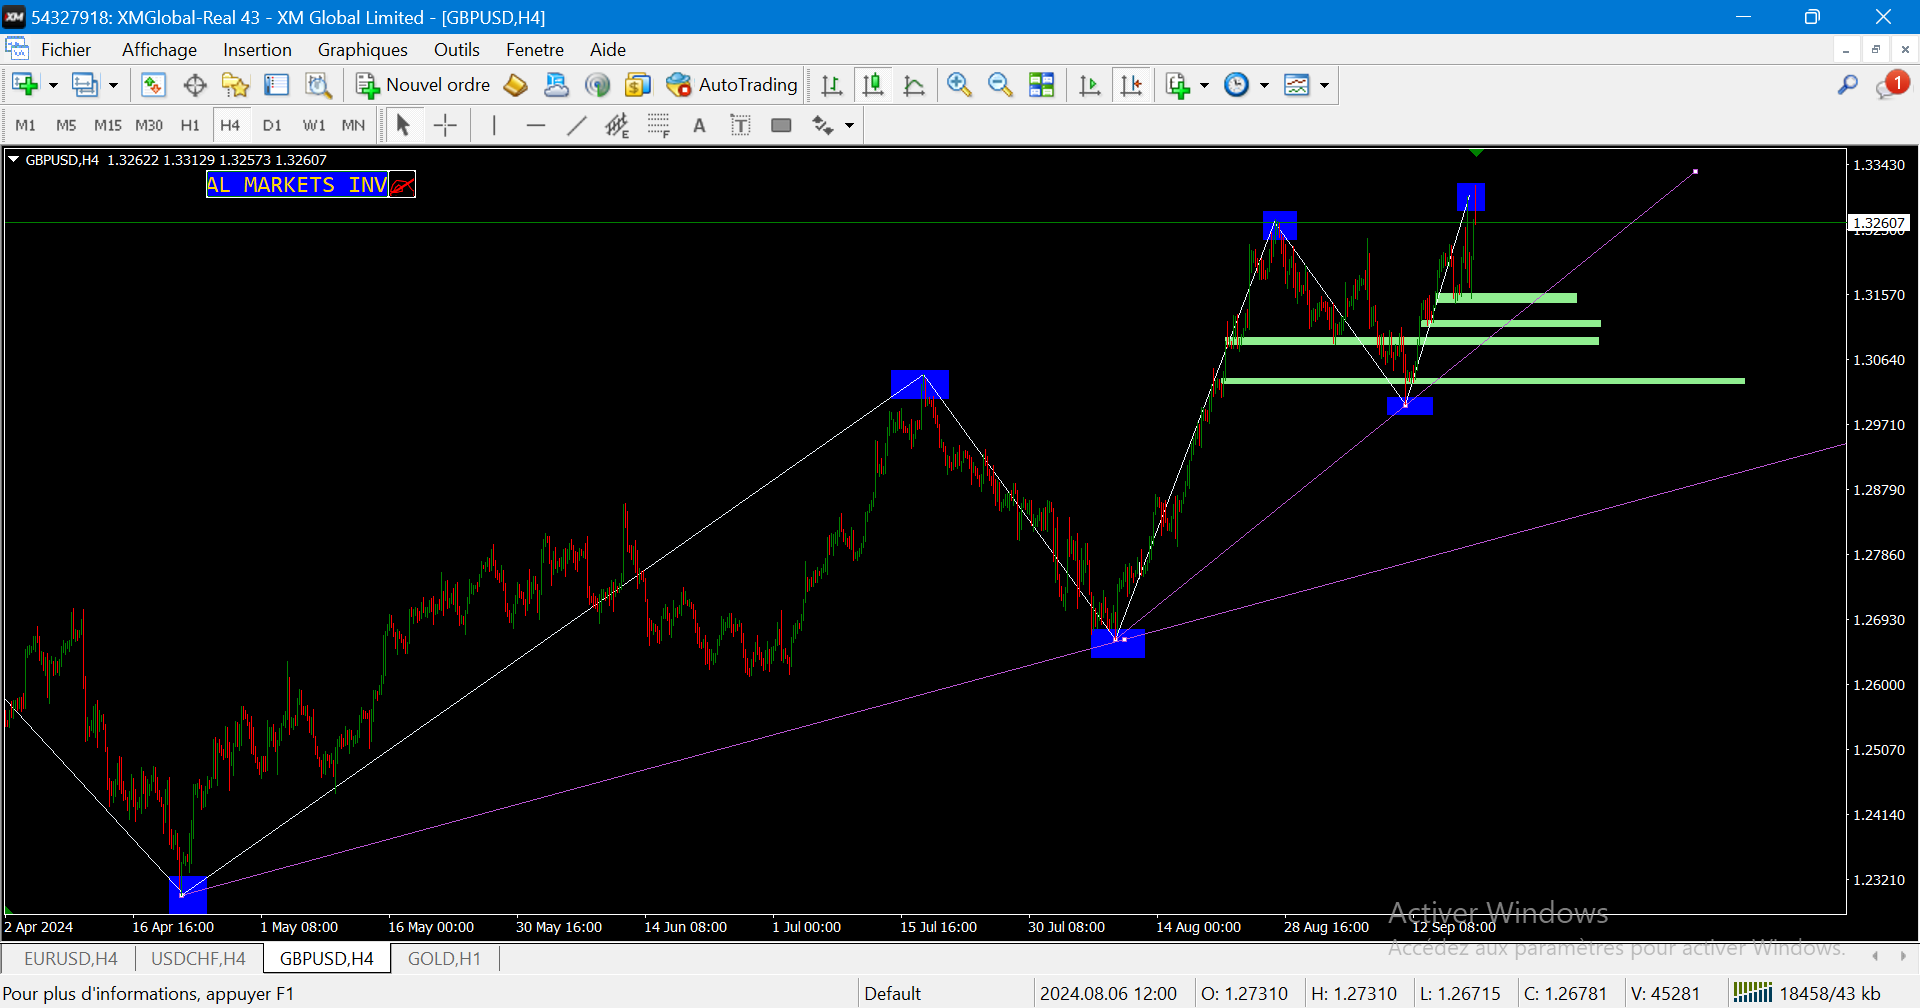 54327918: XMGlobal-Real 43 - XM Global Limited - [GBPUSD,H4]
Fichier Affichage Insertion Graphiques Outils Fenetre Aide
Nouvel ordre AutoTrading 1
M1 M5 M15 M30 H1 H4 D1 W1 MN E F A T
GBPUSD,H4 1.32622 1.33129 1.32573 1.32607
AL MARKETS INV
1.33430
1.32607
1.32500
1.31570
1.30640
1.29710
1.28790
1.27860
1.26930
1.26000
1.25070
1.24140
1.23210
2 Apr 2024 16 Apr 16:00 1 May 08:00 16 May 00:00 30 May 16:00 14 Jun 08:00 1 Jul 00:00 15 Jul 16:00 30 Jul 08:00 14 Aug 00:00 28 Aug 16:00 12 Sep 08:00
Activer Windows
Accédez aux paramètres pour activer Windows.
EURUSD,H4 USDCHF,H4 GBPUSD,H4 GOLD,H1
Pour plus d'informations, appuyer F1 Default 2024.08.06 12:00 O: 1.27310 H: 1.27310 L: 1.26715 C: 1.26781 V: 45281 18458/43 kb